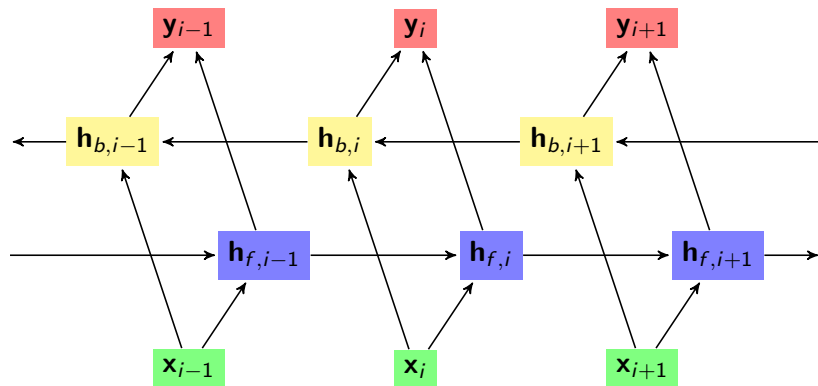 y_{i−1} y_i y_{i+1}
h_{b,i−1} h_{b,i} h_{b,i+1}
h_{f,i−1} h_{f,i} h_{f,i+1}
x_{i−1} x_i x_{i+1}